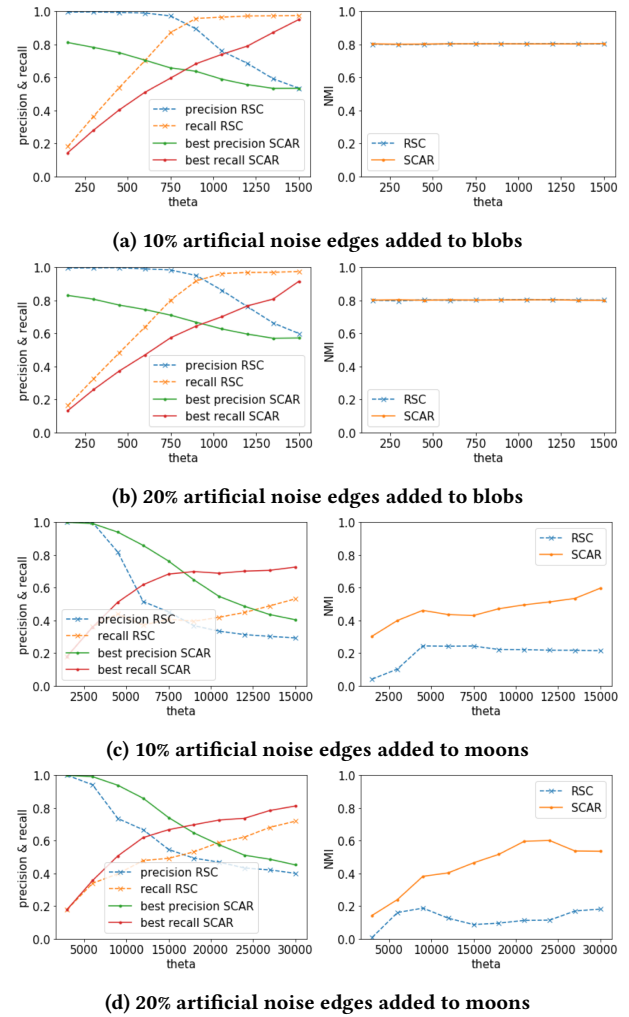 1.0
0.8
0.6
0.4
0.2
0.0
precision & recall
precision RSC
recall RSC
best precision SCAR
best recall SCAR
250 500 750 1000 1250 1500
theta
1.0
0.8
0.6
0.4
0.2
0.0
NMI
RSC
SCAR
250 500 750 1000 1250 1500
theta
(a) 10% artificial noise edges added to blobs
1.0
0.8
0.6
0.4
0.2
0.0
precision & recall
precision RSC
recall RSC
best precision SCAR
best recall SCAR
250 500 750 1000 1250 1500
theta
1.0
0.8
0.6
0.4
0.2
0.0
NMI
RSC
SCAR
250 500 750 1000 1250 1500
theta
(b) 20% artificial noise edges added to blobs
1.0
0.8
0.6
0.4
0.2
0.0
precision & recall
precision RSC
recall RSC
best precision SCAR
best recall SCAR
2500 5000 7500 10000 12500 15000
theta
1.0
0.8
0.6
0.4
0.2
0.0
NMI
RSC
SCAR
2500 5000 7500 10000 12500 15000
theta
(c) 10% artificial noise edges added to moons
1.0
0.8
0.6
0.4
0.2
0.0
precision & recall
precision RSC
recall RSC
best precision SCAR
best recall SCAR
5000 10000 15000 20000 25000 30000
theta
1.0
0.8
0.6
0.4
0.2
0.0
NMI
RSC
SCAR
5000 10000 15000 20000 25000 30000
theta
(d) 20% artificial noise edges added to moons